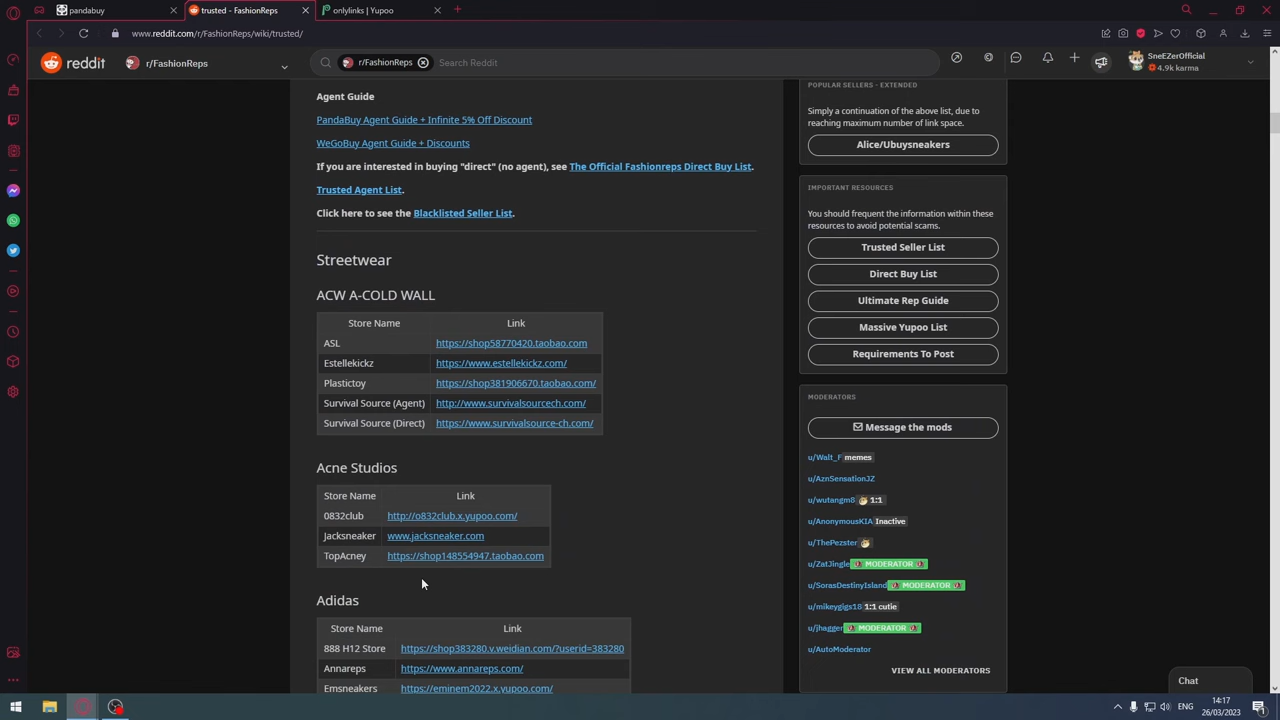 pandabuy
trusted - FashionReps
onlylinks | Yupoo
www.reddit.com/r/FashionReps/wiki/trusted/
reddit
r/FashionReps
r/FashionReps
Search Reddit
SneEZerOfficial
4.9k karma
Agent Guide
PandaBuy Agent Guide + Infinite 5% Off Discount
WeGoBuy Agent Guide + Discounts
If you are interested in buying "direct" (no agent), see The Official Fashionreps Direct Buy List.
Trusted Agent List.
Click here to see the Blacklisted Seller List.
Streetwear
ACW A-COLD WALL
Store Name Link
ASL https://shop58770420.taobao.com
Estellekickz https://www.estellekickz.com/
Plastictoy https://shop381906670.taobao.com/
Survival Source (Agent) http://www.survivalsourcech.com/
Survival Source (Direct) https://www.survivalsource-ch.com/
Acne Studios
Store Name Link
0832club http://o832club.x.yupoo.com/
Jacksneaker www.jacksneaker.com
TopAcney https://shop148554947.taobao.com
Adidas
Store Name Link
888 H12 Store https://shop383280.v.weidian.com/?userid=383280
Annareps https://www.annareps.com/
Emsneakers https://eminem2022.x.yupoo.com/
POPULAR SELLERS - EXTENDED
Simply a continuation of the above list, due to
reaching maximum number of link space.
Alice/Ubuysneakers
IMPORTANT RESOURCES
You should frequent the information within these
resources to avoid potential scams.
Trusted Seller List
Direct Buy List
Ultimate Rep Guide
Massive Yupoo List
Requirements To Post
MODERATORS
Message the mods
u/Walt_F memes
u/AznSensationJZ
u/wutangm8 1:1
u/AnonymousKIA Inactive
u/ThePezster
u/ZatJingle MODERATOR
u/SorasDestinyIsland MODERATOR
u/mikeygigs18 1:1 cutie
u/jhagger MODERATOR
u/AutoModerator
VIEW ALL MODERATORS
Chat
ENG
14:17
26/03/2023